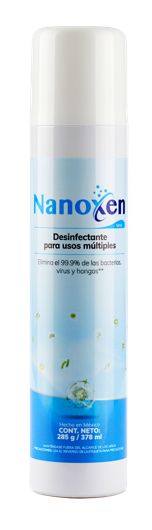 Nanoxen
Desinfectante
para usos múltiples
Elimina el 99.9% de las bacterias,
virus y hongos**
Hecho en México
CONT. NETO:
285 g / 378 ml